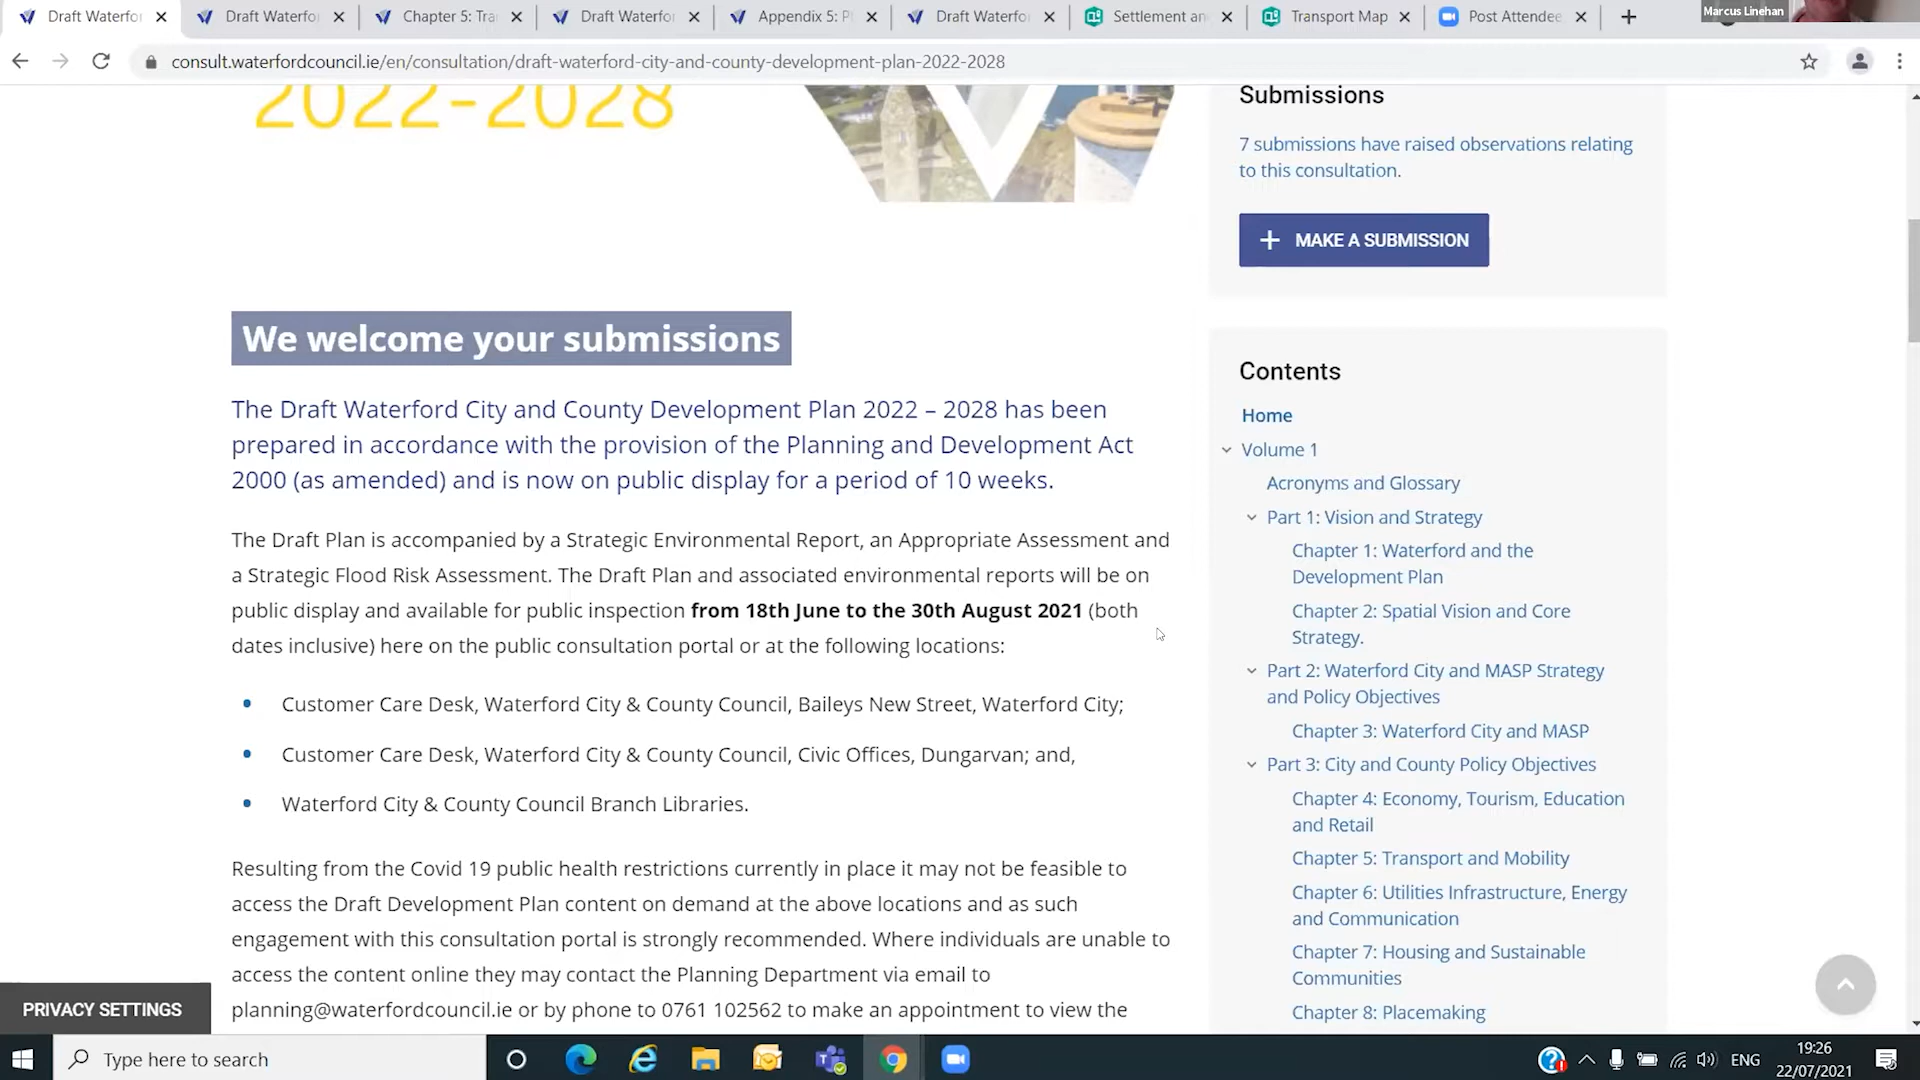 Draft Waterfo
Draft Waterfo
Chapter 5: Tra
Draft Waterfo
Appendix 5: P
Draft Waterfo
Settlement an
Transport Map
Post Attendee
Marcus Linehan
consult.waterfordcouncil.ie/en/consultation/draft-waterford-city-and-county-development-plan-2022-2028
2022-2028
Submissions
7 submissions have raised observations relating
to this consultation.
+ MAKE A SUBMISSION
We welcome your submissions
The Draft Waterford City and County Development Plan 2022 – 2028 has been
prepared in accordance with the provision of the Planning and Development Act
2000 (as amended) and is now on public display for a period of 10 weeks.
The Draft Plan is accompanied by a Strategic Environmental Report, an Appropriate Assessment and
a Strategic Flood Risk Assessment. The Draft Plan and associated environmental reports will be on
public display and available for public inspection from 18th June to the 30th August 2021 (both
dates inclusive) here on the public consultation portal or at the following locations:
• Customer Care Desk, Waterford City & County Council, Baileys New Street, Waterford City;
• Customer Care Desk, Waterford City & County Council, Civic Offices, Dungarvan; and,
• Waterford City & County Council Branch Libraries.
Resulting from the Covid 19 public health restrictions currently in place it may not be feasible to
access the Draft Development Plan content on demand at the above locations and as such
engagement with this consultation portal is strongly recommended. Where individuals are unable to
access the content online they may contact the Planning Department via email to
planning@waterfordcouncil.ie or by phone to 0761 102562 to make an appointment to view the
Contents
Home
Volume 1
Acronyms and Glossary
Part 1: Vision and Strategy
Chapter 1: Waterford and the
Development Plan
Chapter 2: Spatial Vision and Core
Strategy.
Part 2: Waterford City and MASP Strategy
and Policy Objectives
Chapter 3: Waterford City and MASP
Part 3: City and County Policy Objectives
Chapter 4: Economy, Tourism, Education
and Retail
Chapter 5: Transport and Mobility
Chapter 6: Utilities Infrastructure, Energy
and Communication
Chapter 7: Housing and Sustainable
Communities
Chapter 8: Placemaking
PRIVACY SETTINGS
Type here to search
ENG
19:26
22/07/2021